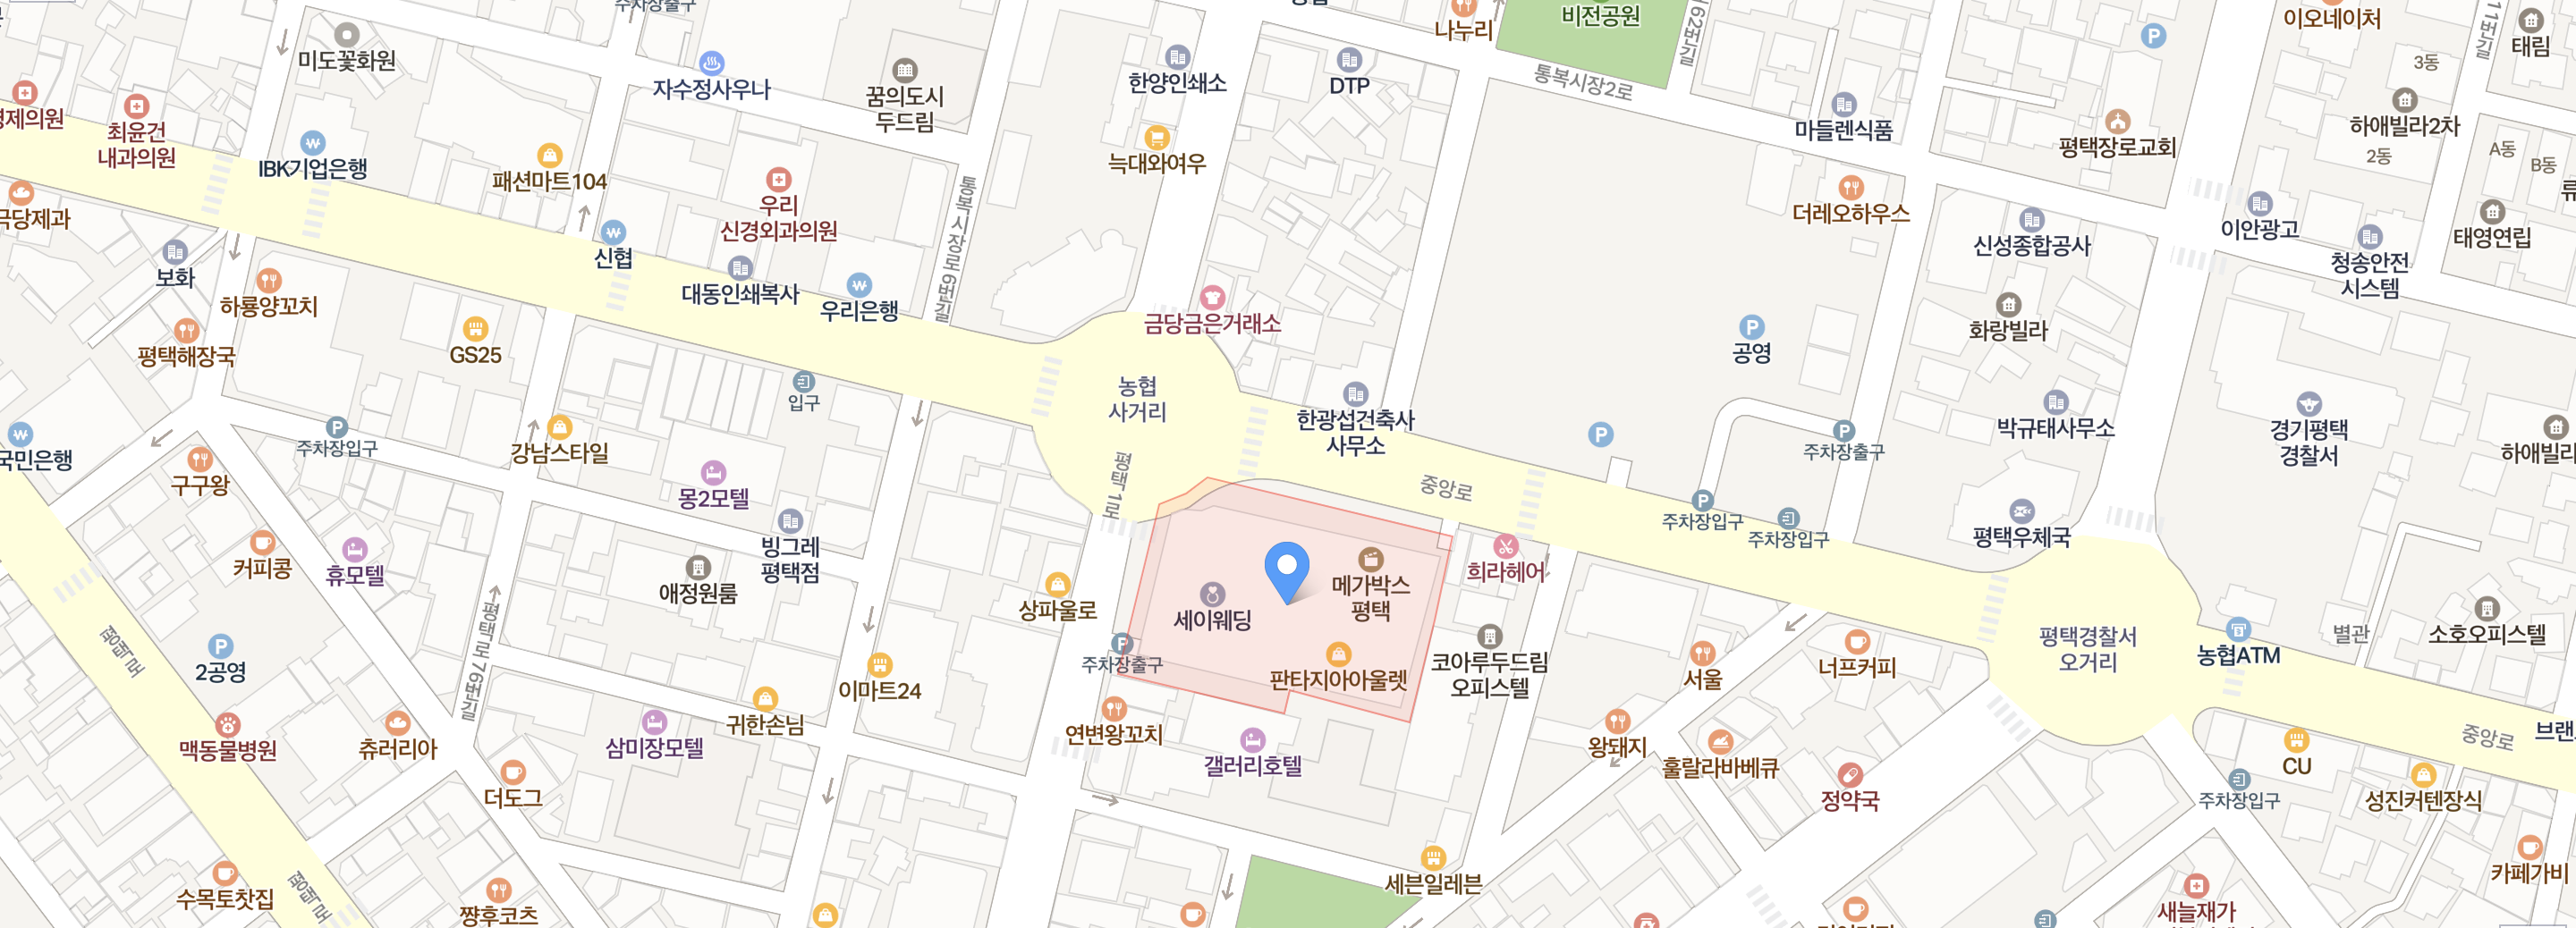 주차장출구
나누리
비전공원
62번길
이오네이처
11번길
태림
미도꽃화원
자수정사우나
꿈의도시
두드림
한양인쇄소
DTP
통복시장2로
마들렌식품
평택장로교회
3동
하애빌라2차
2동
A동
B동
경제의원
최윤건
내과의원
IBK기업은행
패션마트104
우리
신경외과의원
늑대와여우
더레오하우스
신성종합공사
이안광고
청송안전
시스템
태영연립
보화
신협
대동인쇄복사
우리은행
통복시장로9번길
하룡양꼬치
금당금은거래소
평택해장국
GS25
입구
농협
사거리
한광섭건축사
사무소
공영
화랑빌라
박규태사무소
경기평택
경찰서
하애빌라
국민은행
주차장입구
강남스타일
구구왕
몽2모텔
평택1로
중앙로
주차장출구
주차장입구
주차장입구
평택우체국
커피콩
휴모텔
빙그레
평택점
애정원룸
상파울로
세이웨딩
메가박스
평택
희라헤어
평택로
평택로76번길
2공영
이마트24
주차장출구
판타지아아울렛
코아루두드림
오피스텔
서울
너프커피
평택경찰서
오거리
농협ATM
별관
소호오피스텔
맥동물병원
츄러리아
삼미장모텔
귀한손님
연변왕꼬치
갤러리호텔
왕돼지
훌랄라바베큐
정약국
CU
중앙로
주차장입구
성진커텐장식
더도그
평택로
수목토찻집
쨩후코츠
세븐일레븐
새늘재가
카페가비